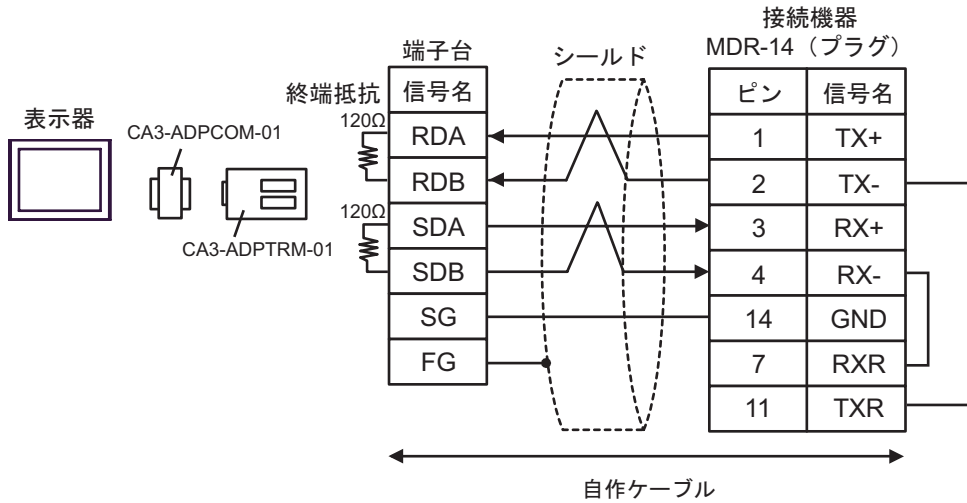 接続機器
MDR-14（プラグ）
端子台
シールド
終端抵抗
信号名
ピン
信号名
表示器
CA3-ADPCOM-01
120Ω
RDA
1
TX+
RDB
2
TX-
120Ω
SDA
3
RX+
CA3-ADPTRM-01
SDB
4
RX-
SG
14
GND
FG
7
RXR
11
TXR
自作ケーブル